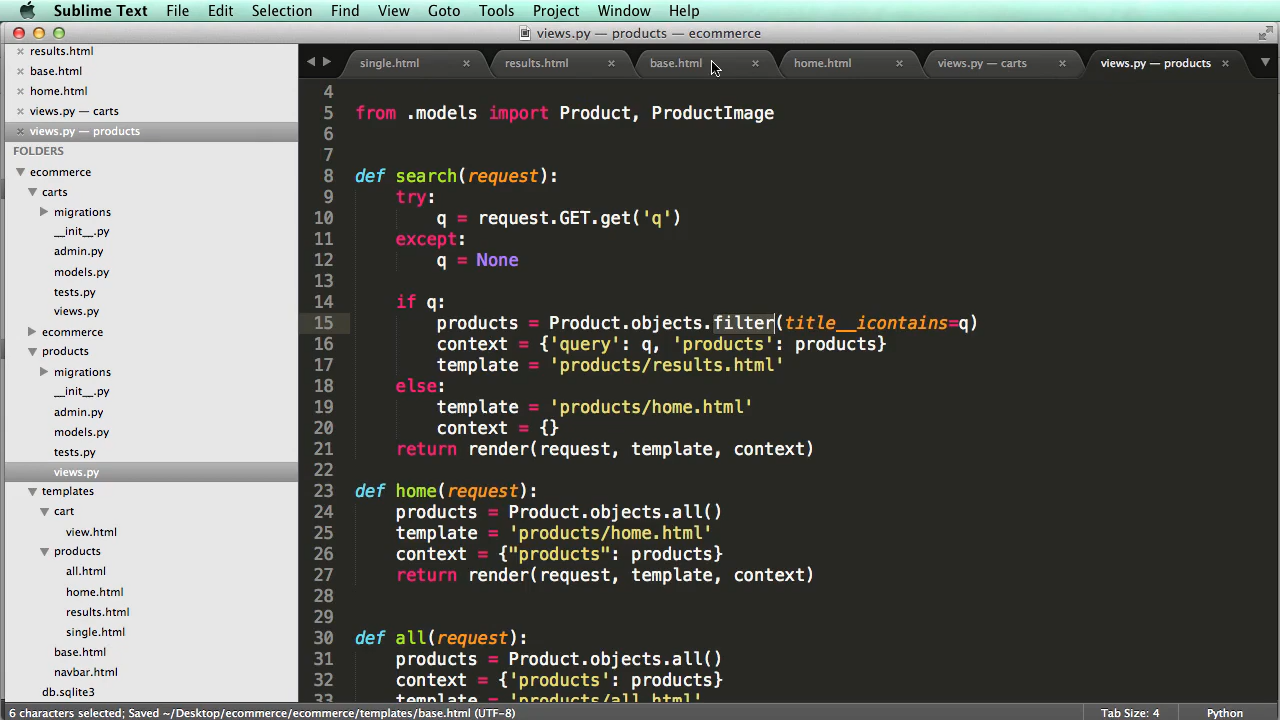 Sublime Text File Edit Selection Find View Goto Tools Project Window Help
views.py — products — ecommerce
results.html
base.html
home.html
views.py — carts
views.py — products
FOLDERS
ecommerce
carts
migrations
__init__.py
admin.py
models.py
tests.py
views.py
ecommerce
products
migrations
__init__.py
admin.py
models.py
tests.py
views.py
templates
cart
view.html
products
all.html
home.html
results.html
single.html
base.html
navbar.html
db.sqlite3
single.html × results.html × base.html × home.html × views.py — carts × views.py — products ×
4
5 from .models import Product, ProductImage
6
7
8 def search(request):
9 try:
10 q = request.GET.get('q')
11 except:
12 q = None
13
14 if q:
15 products = Product.objects.filter(title__icontains=q)
16 context = {'query': q, 'products': products}
17 template = 'products/results.html'
18 else:
19 template = 'products/home.html'
20 context = {}
21 return render(request, template, context)
22
23 def home(request):
24 products = Product.objects.all()
25 template = 'products/home.html'
26 context = {"products": products}
27 return render(request, template, context)
28
29
30 def all(request):
31 products = Product.objects.all()
32 context = {'products': products}
33 template = 'products/all.html'
6 characters selected; Saved ~/Desktop/ecommerce/ecommerce/templates/base.html (UTF-8) Tab Size: 4 Python